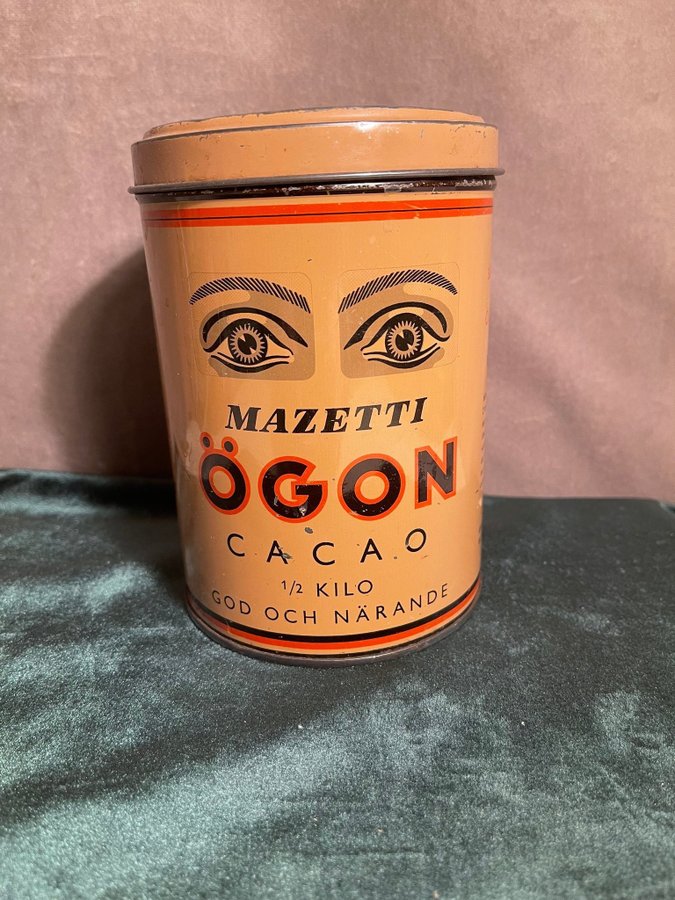 MAZETTI
ÖGON
CACAO
1/2 KILO
GOD OCH NÄRANDE